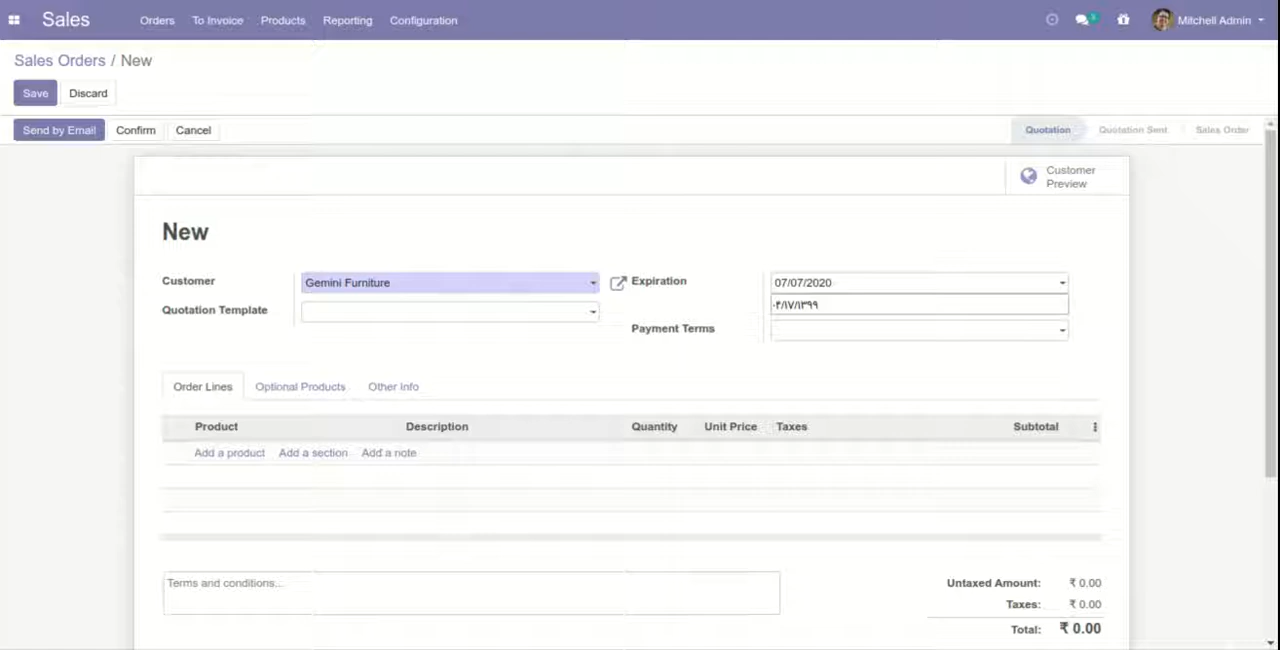 Sales Orders To Invoice Products Reporting Configuration Mitchell Admin
Sales Orders / New
Save Discard
Send by Email Confirm Cancel Quotation Quotation Sent Sales Order
Customer
Preview
New
Customer Gemini Furniture Expiration 07/07/2020
۰۴/۱۷/۱۳۹۹
Quotation Template
Payment Terms
Order Lines Optional Products Other Info
Product Description Quantity Unit Price Taxes Subtotal
Add a product Add a section Add a note
Terms and conditions...
Untaxed Amount: ₹ 0.00
Taxes: ₹ 0.00
Total: ₹ 0.00